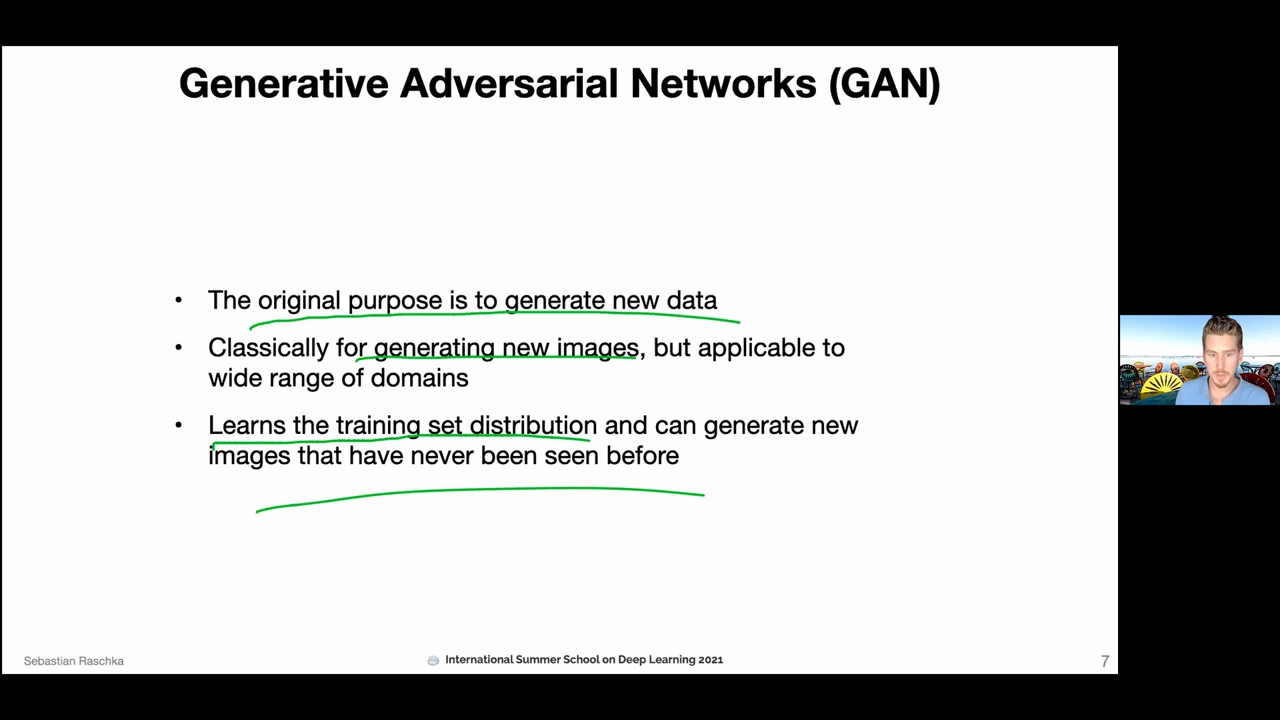 Generative Adversarial Networks (GAN)
• The original purpose is to generate new data
• Classically for generating new images, but applicable to
wide range of domains
• Learns the training set distribution and can generate new
images that have never been seen before
Sebastian Raschka
International Summer School on Deep Learning 2021
7